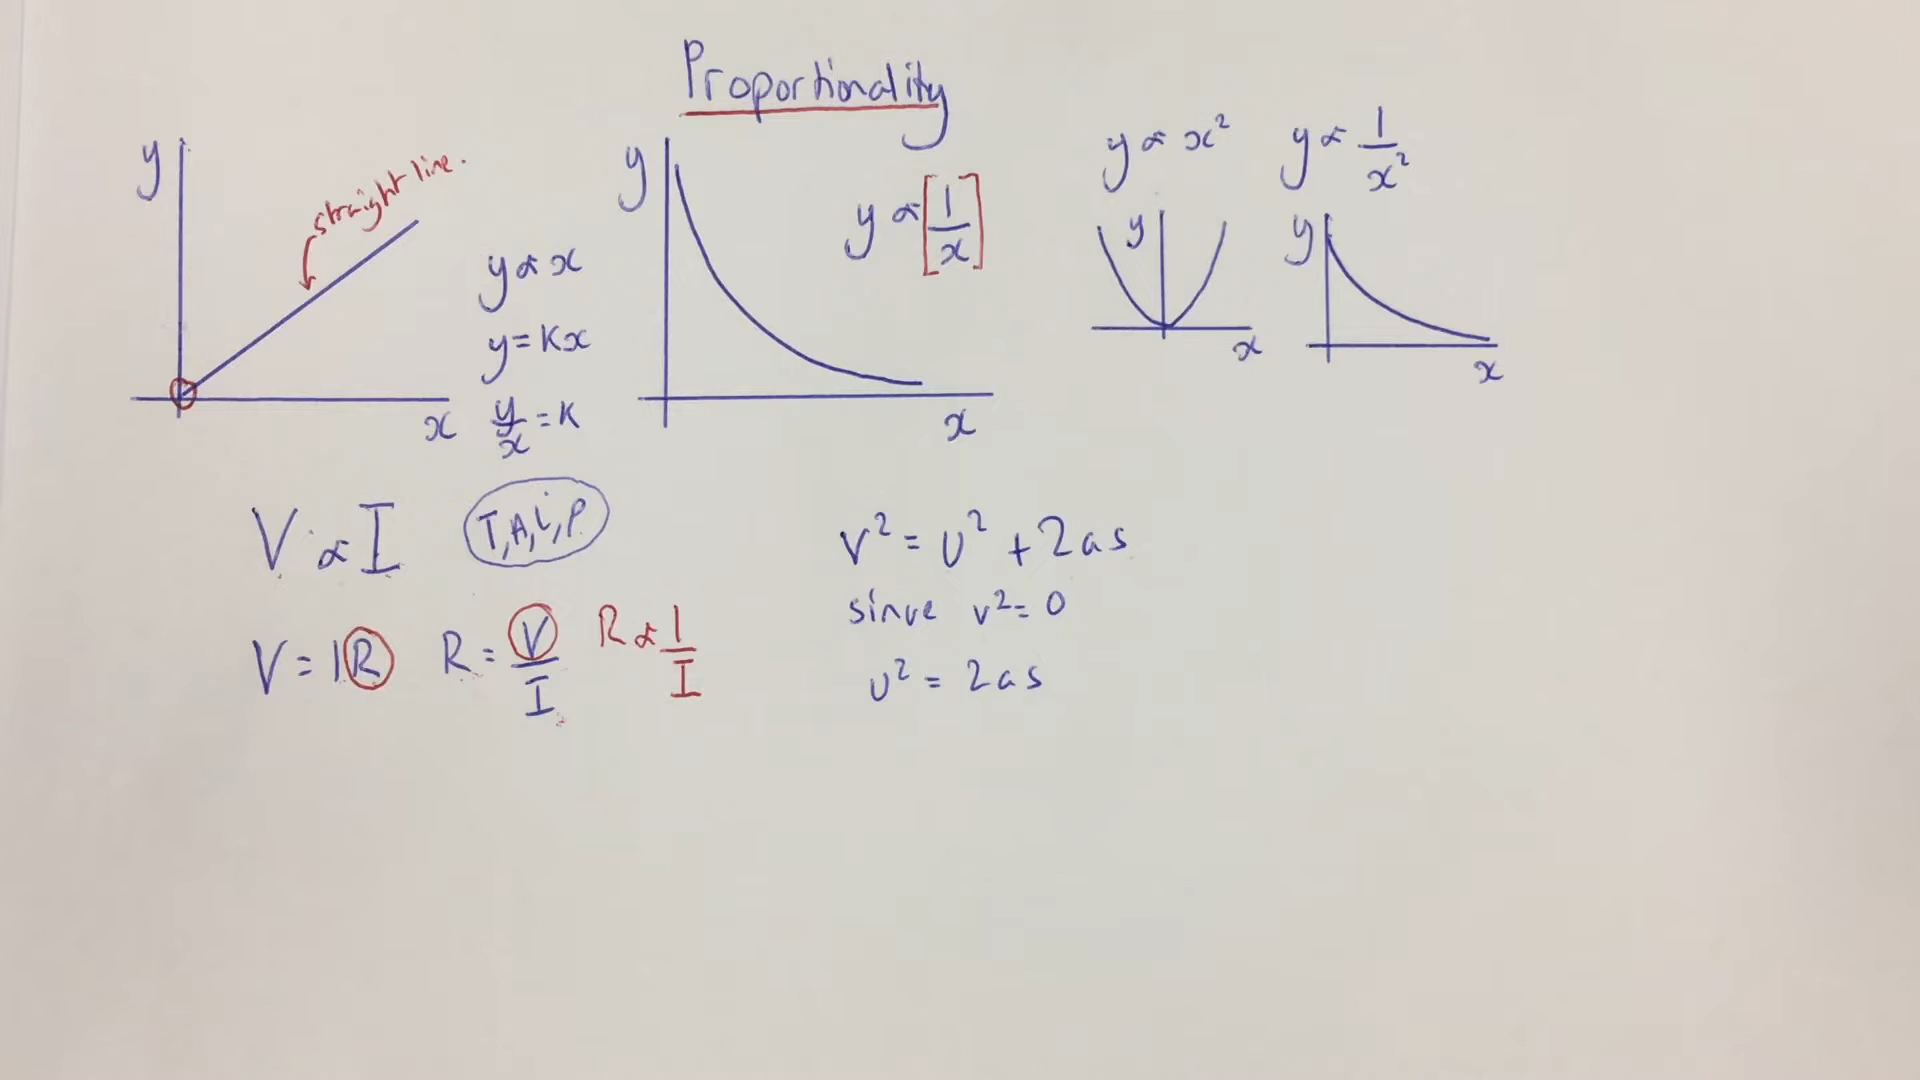 Proportionality
y
straight line.
x
y ∝ x
y = Kx
y/x = K
y
y ∝ [1/x]
x
y ∝ x²
y
x
y ∝ 1/x²
y
x
V ∝ I
T, A, L, ρ
V = IR
R = V/I
R ∝ 1/I
v² = u² + 2as
since v² = 0
u² = 2as